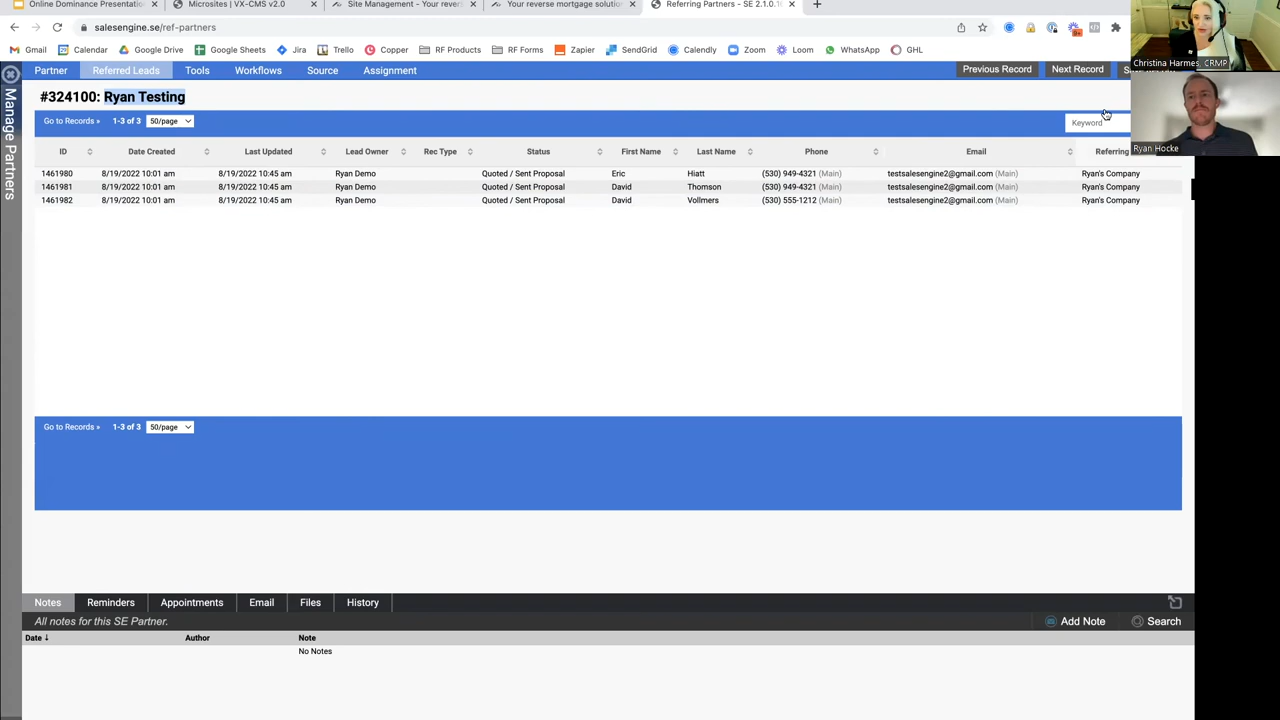 Online Dominance Presentatio
Microsites | VX-CMS v2.0
Site Management - Your rever
Your reverse mortgage solutio
Referring Partners - SE 2.1.0.1
salesengine.se/ref-partners
Gmail Calendar Google Drive Google Sheets Jira Trello Copper RF Products RF Forms Zapier SendGrid Calendly Zoom Loom WhatsApp GHL
Christina Harmes, CRMP
Ryan Hocke
Manage Partners
Partner Referred Leads Tools Workflows Source Assignment Previous Record Next Record
#324100: Ryan Testing
Go to Records » 1-3 of 3 50/page Keyword
ID Date Created Last Updated Lead Owner Rec Type Status First Name Last Name Phone Email Referring
1461980 8/19/2022 10:01 am 8/19/2022 10:45 am Ryan Demo Quoted / Sent Proposal Eric Hiatt (530) 949-4321 (Main) testsalesengine2@gmail.com (Main) Ryan's Company
1461981 8/19/2022 10:01 am 8/19/2022 10:45 am Ryan Demo Quoted / Sent Proposal David Thomson (530) 949-4321 (Main) testsalesengine2@gmail.com (Main) Ryan's Company
1461982 8/19/2022 10:01 am 8/19/2022 10:45 am Ryan Demo Quoted / Sent Proposal David Vollmers (530) 555-1212 (Main) testsalesengine2@gmail.com (Main) Ryan's Company
Go to Records » 1-3 of 3 50/page
Notes Reminders Appointments Email Files History
All notes for this SE Partner. Add Note Search
Date ↓ Author Note
No Notes